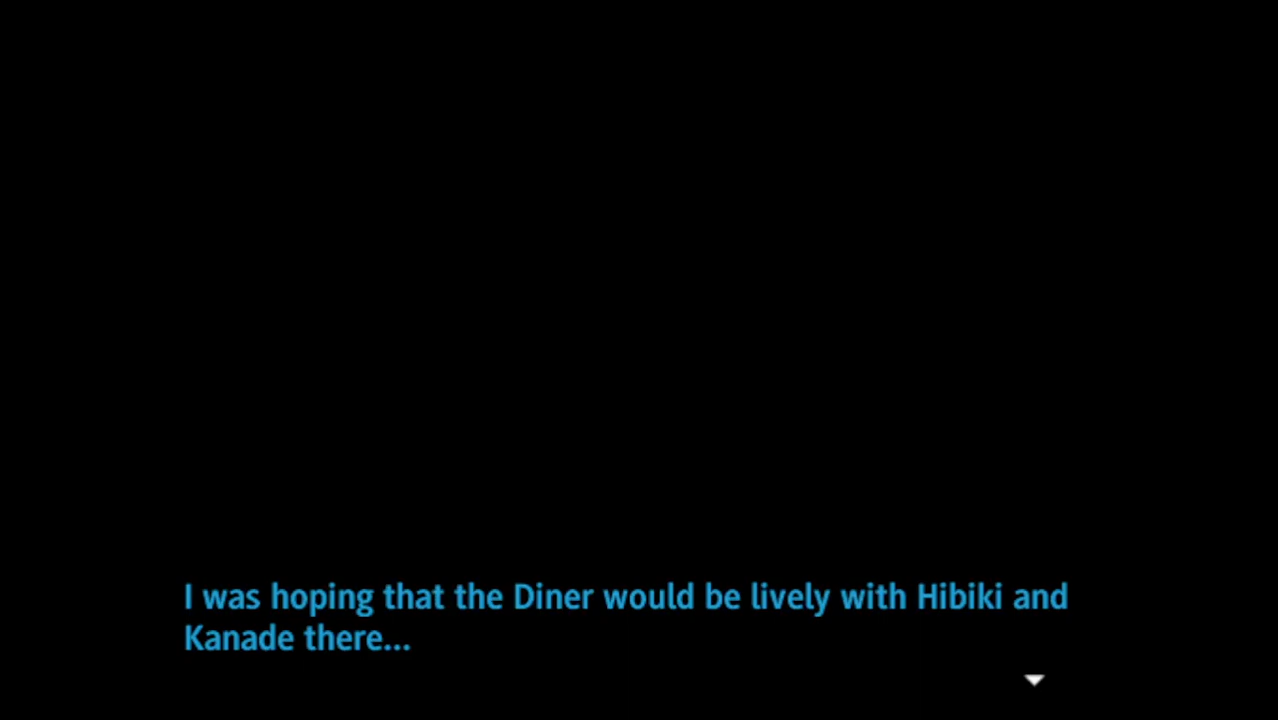 I was hoping that the Diner would be lively with Hibiki and
Kanade there...